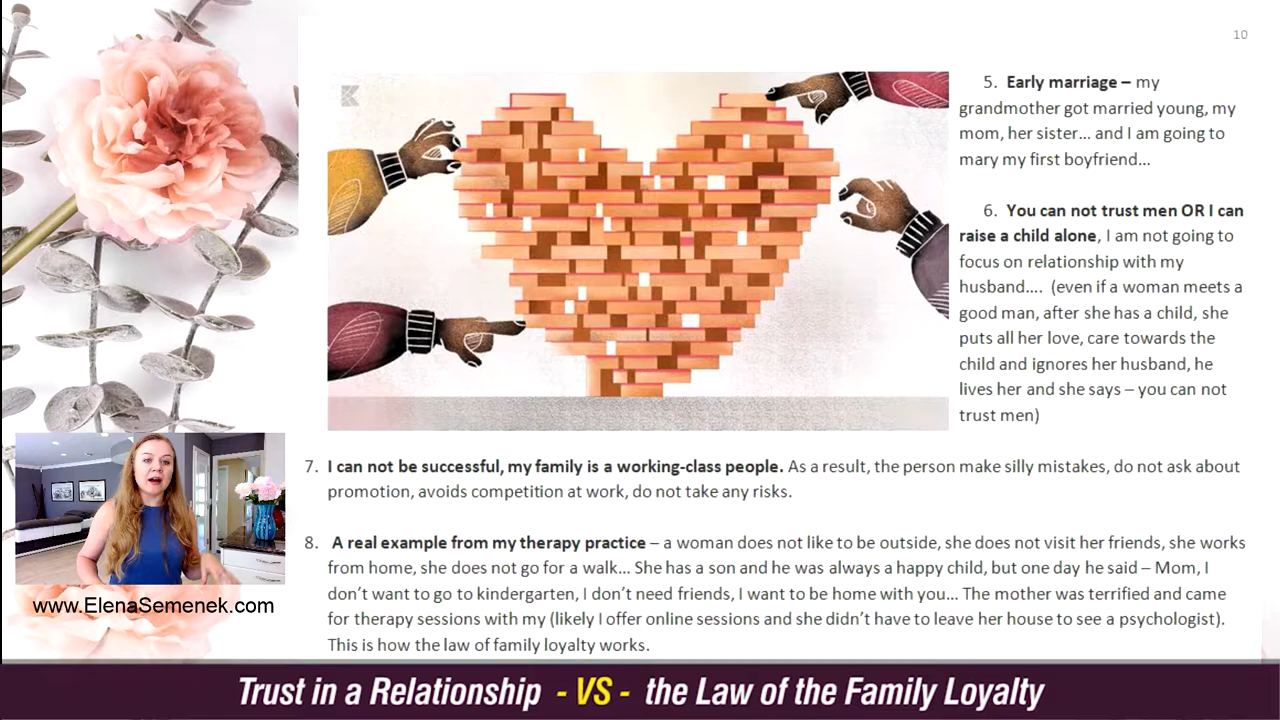 10
5. Early marriage – my
grandmother got married young, my
mom, her sister... and I am going to
mary my first boyfriend...
6. You can not trust men OR I can
raise a child alone, I am not going to
focus on relationship with my
husband.... (even if a woman meets a
good man, after she has a child, she
puts all her love, care towards the
child and ignores her husband, he
lives her and she says – you can not
trust men)
7. I can not be successful, my family is a working-class people. As a result, the person make silly mistakes, do not ask about
promotion, avoids competition at work, do not take any risks.
8. A real example from my therapy practice – a woman does not like to be outside, she does not visit her friends, she works
from home, she does not go for a walk... She has a son and he was always a happy child, but one day he said – Mom, I
don't want to go to kindergarten, I don't need friends, I want to be home with you... The mother was terrified and came
for therapy sessions with my (likely I offer online sessions and she didn't have to leave her house to see a psychologist).
This is how the law of family loyalty works.
www.ElenaSemenek.com
Trust in a Relationship - VS - the Law of the Family Loyalty